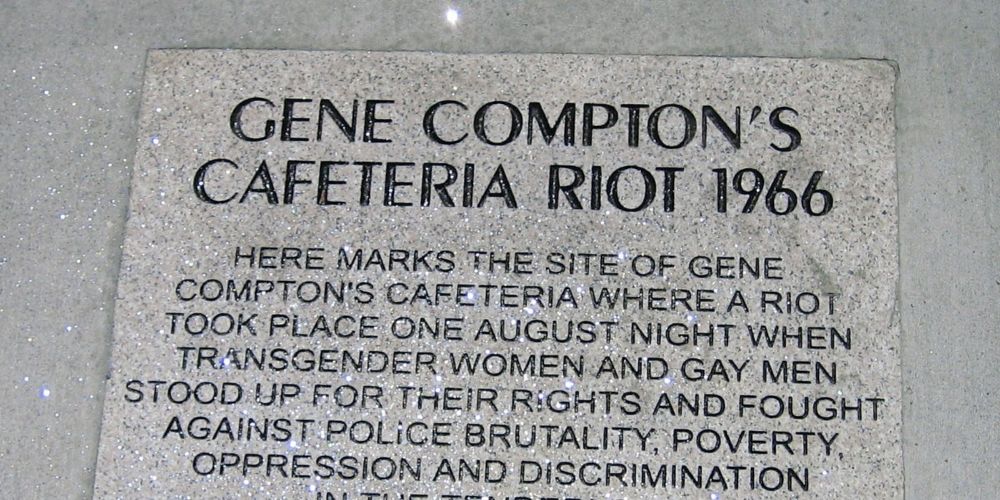 GENE COMPTON'S
CAFETERIA RIOT 1966
HERE MARKS THE SITE OF GENE
COMPTON'S CAFETERIA WHERE A RIOT
TOOK PLACE ONE AUGUST NIGHT WHEN
TRANSGENDER WOMEN AND GAY MEN
STOOD UP FOR THEIR RIGHTS AND FOUGHT
AGAINST POLICE BRUTALITY, POVERTY,
OPPRESSION AND DISCRIMINATION
IN THE